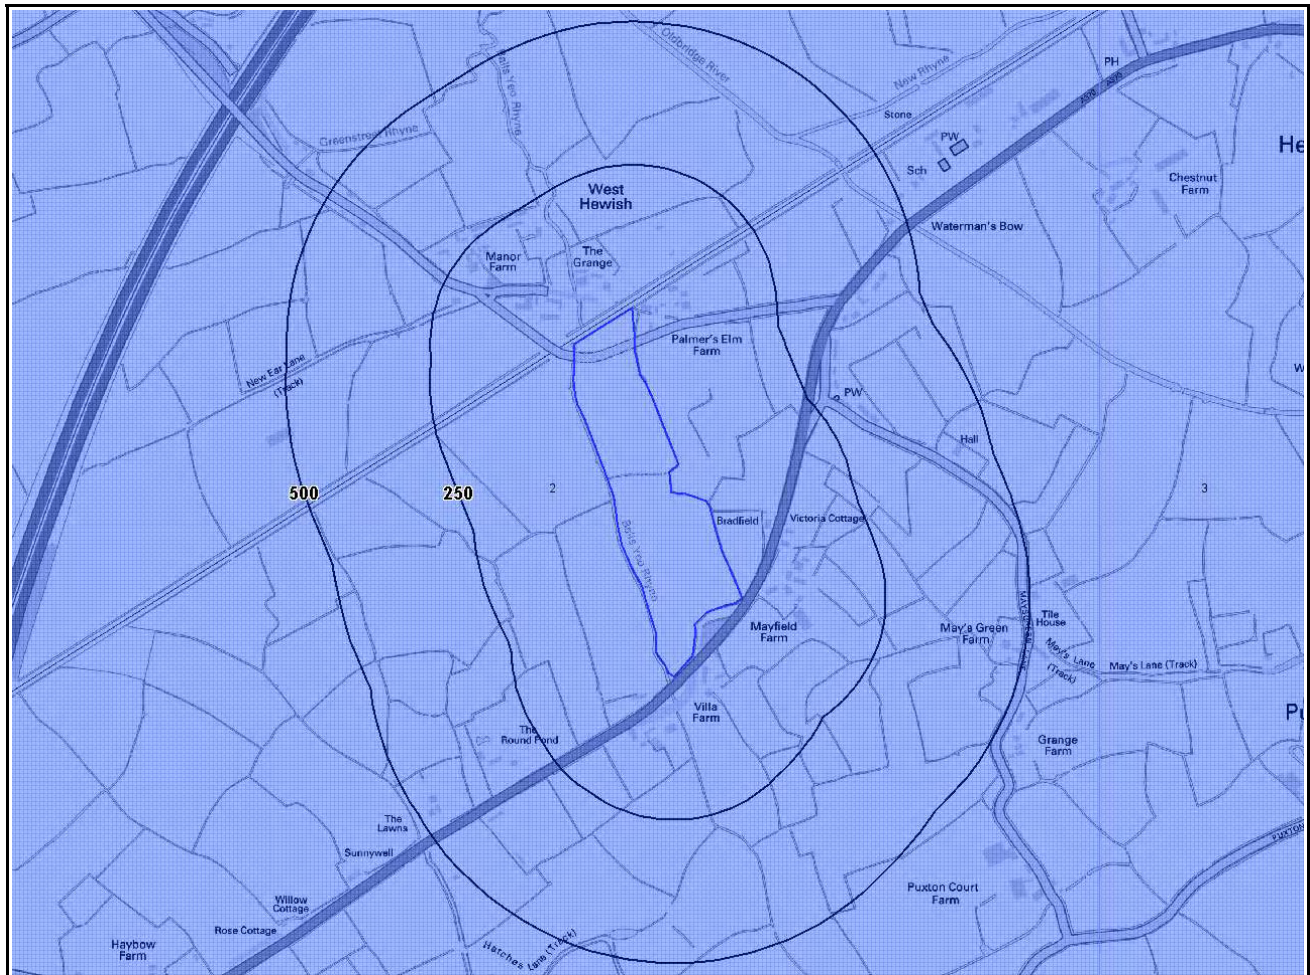 Oldbridge River
New Rhyne
PH
A370
Stone
PW
Sch
He
Greenstreet Rhyne
Chestnut
Farm
West
Hewish
Waterman's Bow
The
Grange
Manor
Farm
Palmer's Elm
Farm
New Ear Lane
(Track)
PW
Hall
500
250
2
3
Bradfield
Victoria Cottage
Mayfield
Farm
May's Green
Farm
Tile
House
May's Lane
(Track)
May's Lane (Track)
Villa
Farm
The
Round Pond
Grange
Farm
Pu
The
Lawns
Sunnywell
PUXTON
Willow
Cottage
Rose Cottage
Puxton Court
Farm
Haybow
Farm
Hatches Lane (Track)